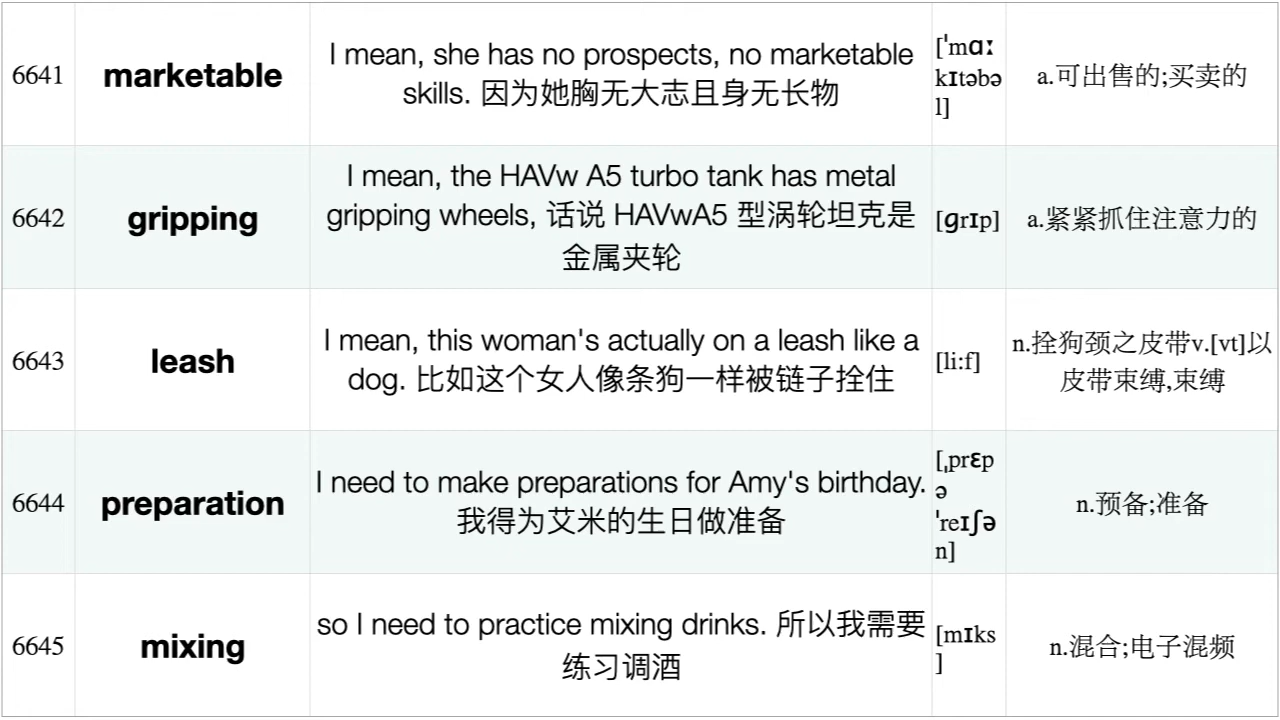 6641
marketable
I mean, she has no prospects, no marketable
skills. 因为她胸无大志且身无长物
[ˈmɑː
kɪtəbə
l]
a.可出售的;买卖的
6642
gripping
I mean, the HAVw A5 turbo tank has metal
gripping wheels, 话说 HAVwA5 型涡轮坦克是
金属夹轮
[ɡrɪp]
a.紧紧抓住注意力的
6643
leash
I mean, this woman's actually on a leash like a
dog. 比如这个女人像条狗一样被链子拴住
[li:f]
n.拴狗颈之皮带v.[vt]以
皮带束缚,束缚
6644
preparation
I need to make preparations for Amy's birthday.
我得为艾米的生日做准备
[ˌprɛp
ə
ˈreɪʃə
n]
n.预备;准备
6645
mixing
so I need to practice mixing drinks. 所以我需要
练习调酒
[mɪks
]
n.混合;电子混频